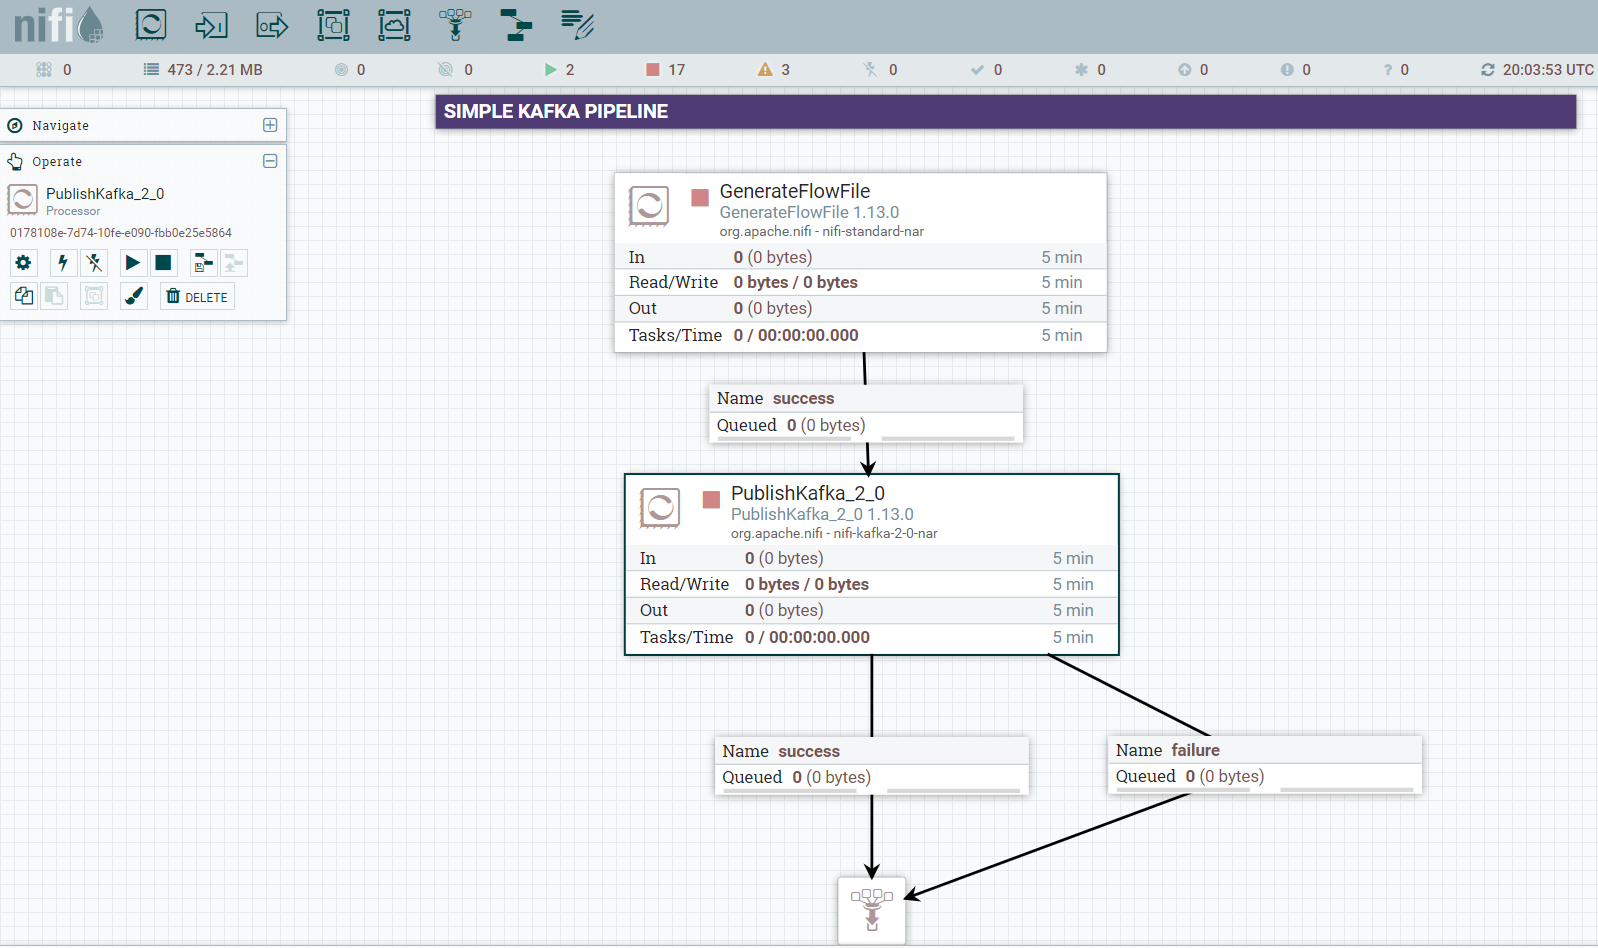 nifi
0 473 / 2.21 MB 0 0 2 17 3 0 0 0 0 0 ? 0 20:03:53 UTC
SIMPLE KAFKA PIPELINE
Navigate
Operate
PublishKafka_2_0
Processor
0178108e-7d74-10fe-e090-fbb0e25e5864
DELETE
GenerateFlowFile
GenerateFlowFile 1.13.0
org.apache.nifi - nifi-standard-nar
In 0 (0 bytes) 5 min
Read/Write 0 bytes / 0 bytes 5 min
Out 0 (0 bytes) 5 min
Tasks/Time 0 / 00:00:00.000 5 min
Name success
Queued 0 (0 bytes)
PublishKafka_2_0
PublishKafka_2_0 1.13.0
org.apache.nifi - nifi-kafka-2-0-nar
In 0 (0 bytes) 5 min
Read/Write 0 bytes / 0 bytes 5 min
Out 0 (0 bytes) 5 min
Tasks/Time 0 / 00:00:00.000 5 min
Name success
Queued 0 (0 bytes)
Name failure
Queued 0 (0 bytes)